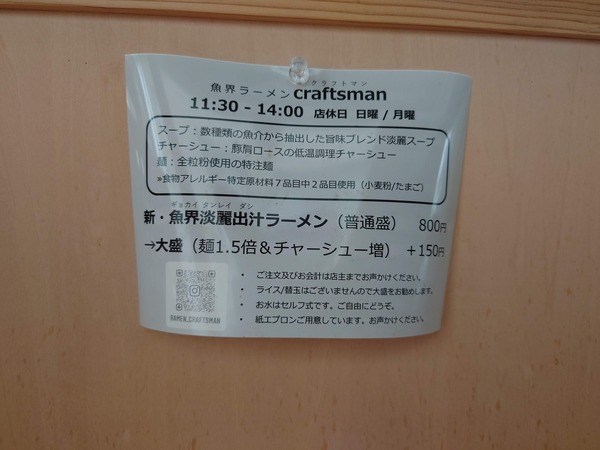 クラフトマン
魚界ラーメン craftsman
11:30 - 14:00 店休日 日曜 / 月曜
スープ：数種類の魚介から抽出した旨味ブレンド淡麗スープ
チャーシュー：豚肩ロースの低温調理チャーシュー
麺：全粒粉使用の特注麺
»食物アレルギー特定原材料７品目中２品目使用（小麦粉/たまご）
ギョカイ タンレイ ダシ
新・魚界淡麗出汁ラーメン（普通盛） 800円
→大盛（麺1.5倍＆チャーシュー増） ＋150円
• ご注文及びお会計は店主までお声かけください。
• ライス/替玉はございませんので大盛をお勧めします。
• お水はセルフ式です。ご自由にどうぞ。
• 紙エプロンご用意しています。お声かけください。
RAMEN_CRAFTSMAN